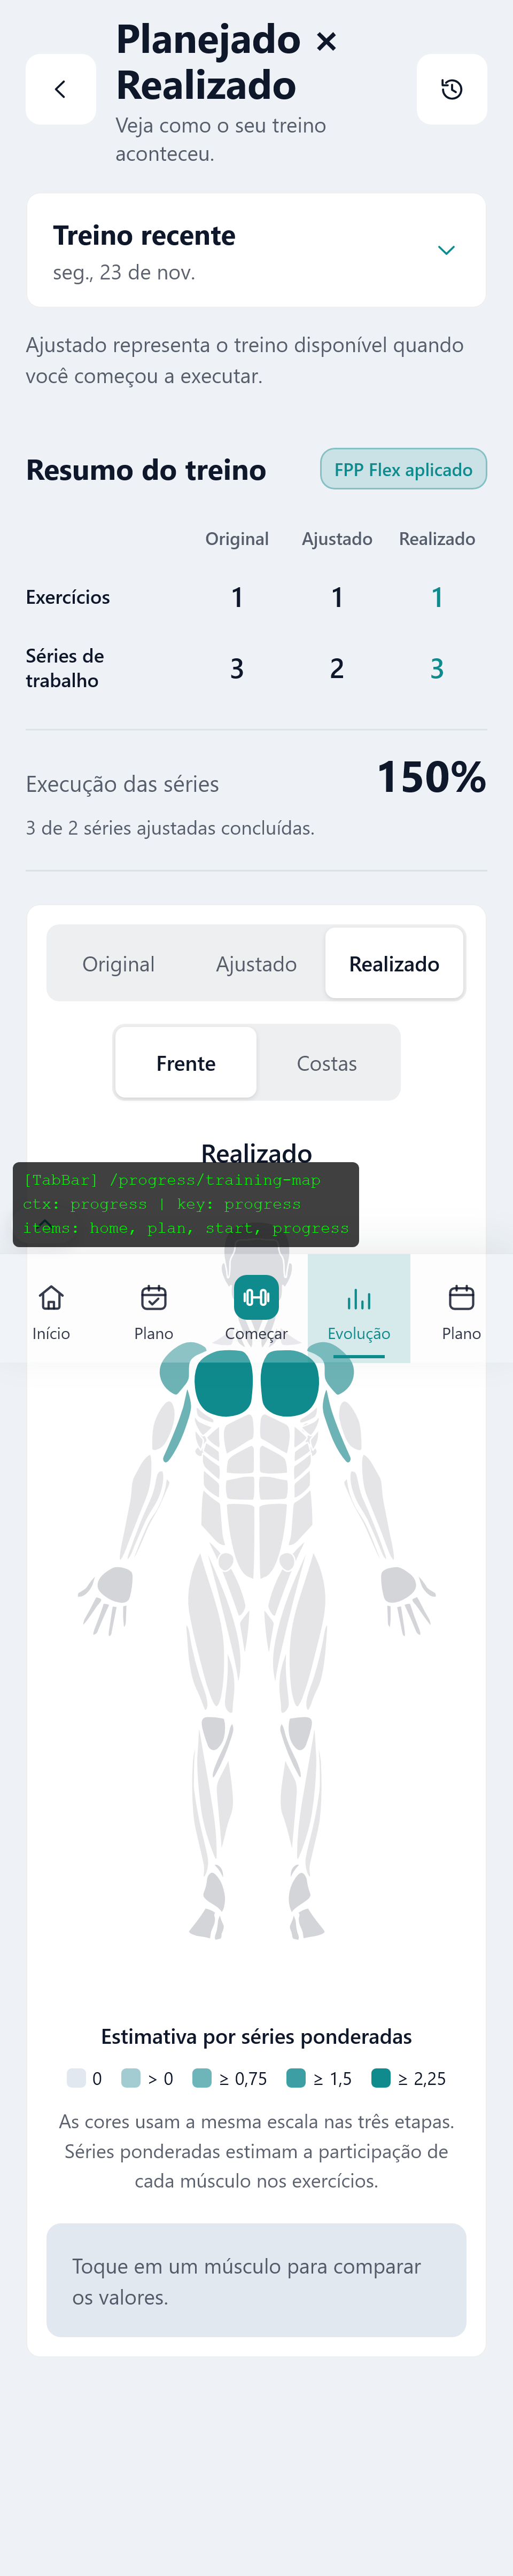 Planejado ×
Realizado
Veja como o seu treino
aconteceu.
Treino recente
seg., 23 de nov.
Ajustado representa o treino disponível quando
você começou a executar.
Resumo do treino
FPP Flex aplicado
Original Ajustado Realizado
Exercícios 1 1 1
Séries de
trabalho
3 2 3
Execução das séries 150%
3 de 2 séries ajustadas concluídas.
Original Ajustado Realizado
Frente Costas
Realizado
[TabBar] /progress/training-map
ctx: progress | key: progress
items: home, plan, start, progress
Início Plano Começar Evolução Plano
Estimativa por séries ponderadas
0 > 0 ≥ 0,75 ≥ 1,5 ≥ 2,25
As cores usam a mesma escala nas três etapas.
Séries ponderadas estimam a participação de
cada músculo nos exercícios.
Toque em um músculo para comparar
os valores.